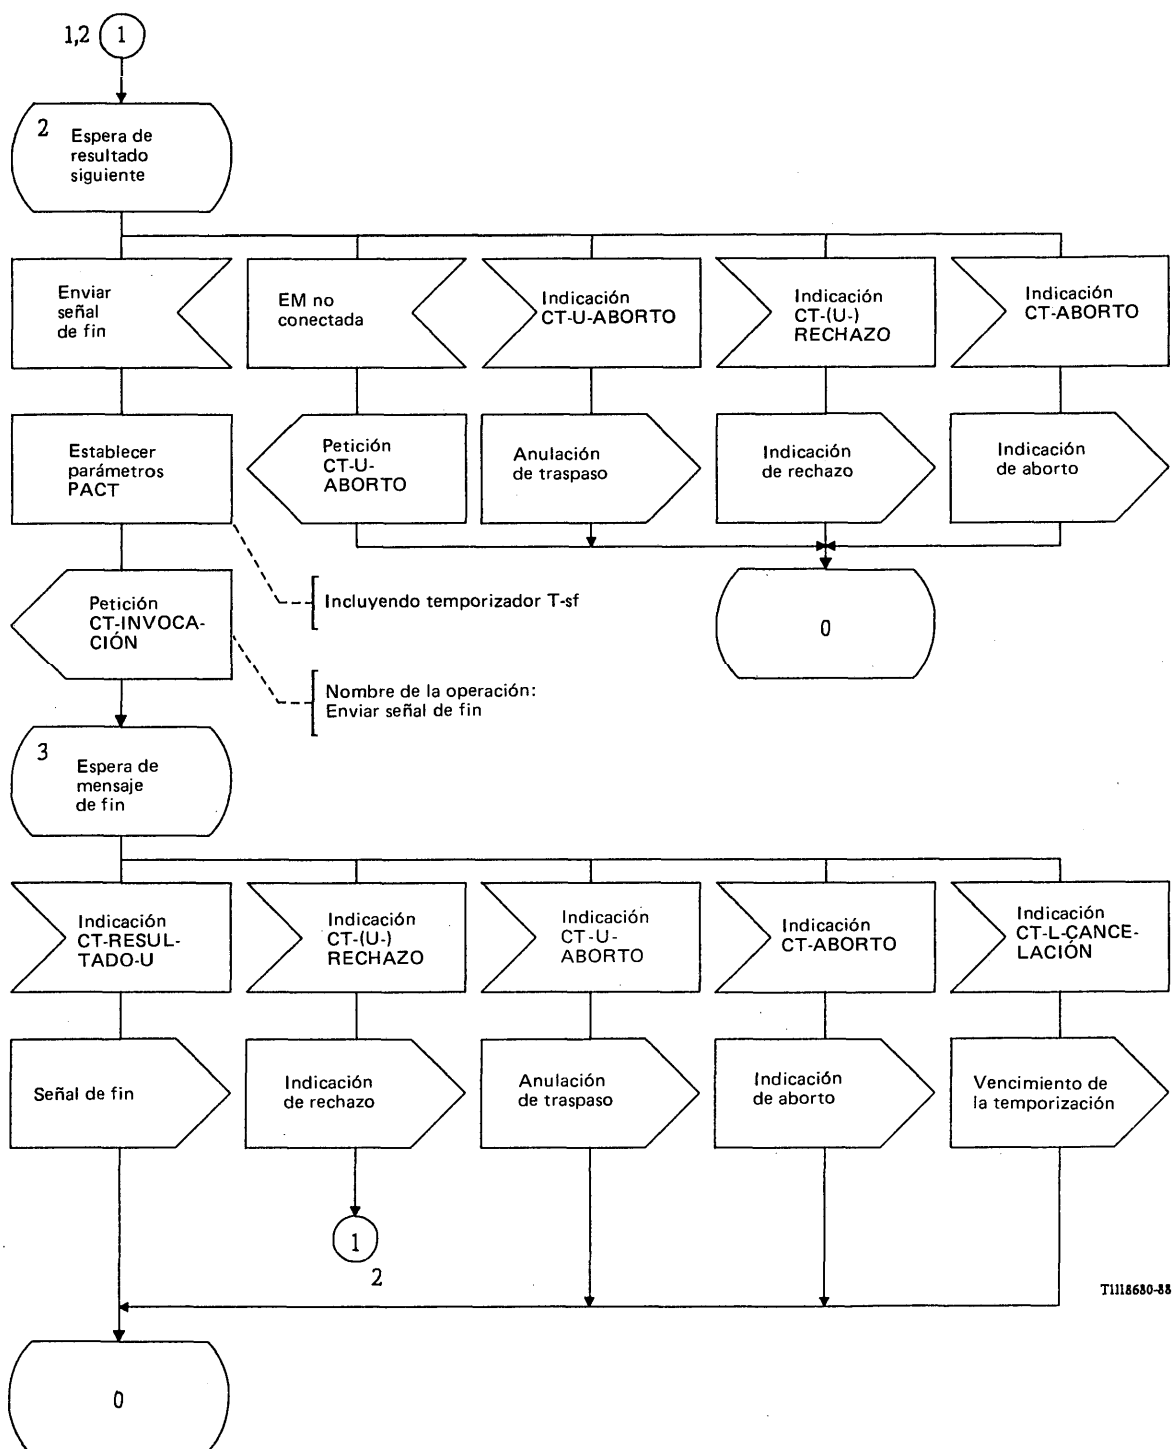 1,2 1
2 Espera de
resultado
siguiente
Enviar
señal
de fin
EM no
conectada
Indicación
CT-U-ABORTO
Indicación
CT-(U-)
RECHAZO
Indicación
CT-ABORTO
Establecer
parámetros
PACT
Petición
CT-U-
ABORTO
Anulación
de traspaso
Indicación
de rechazo
Indicación
de aborto
Incluyendo temporizador T-sf
Petición
CT-INVOCA-
CIÓN
0
Nombre de la operación:
Enviar señal de fin
3 Espera de
mensaje
de fin
Indicación
CT-RESUL-
TADO-U
Indicación
CT-(U-)
RECHAZO
Indicación
CT-U-
ABORTO
Indicación
CT-ABORTO
Indicación
CT-L-CANCE-
LACIÓN
Señal de fin
Indicación
de rechazo
Anulación
de traspaso
Indicación
de aborto
Vencimiento de
la temporización
1
2
T1118680-88
0